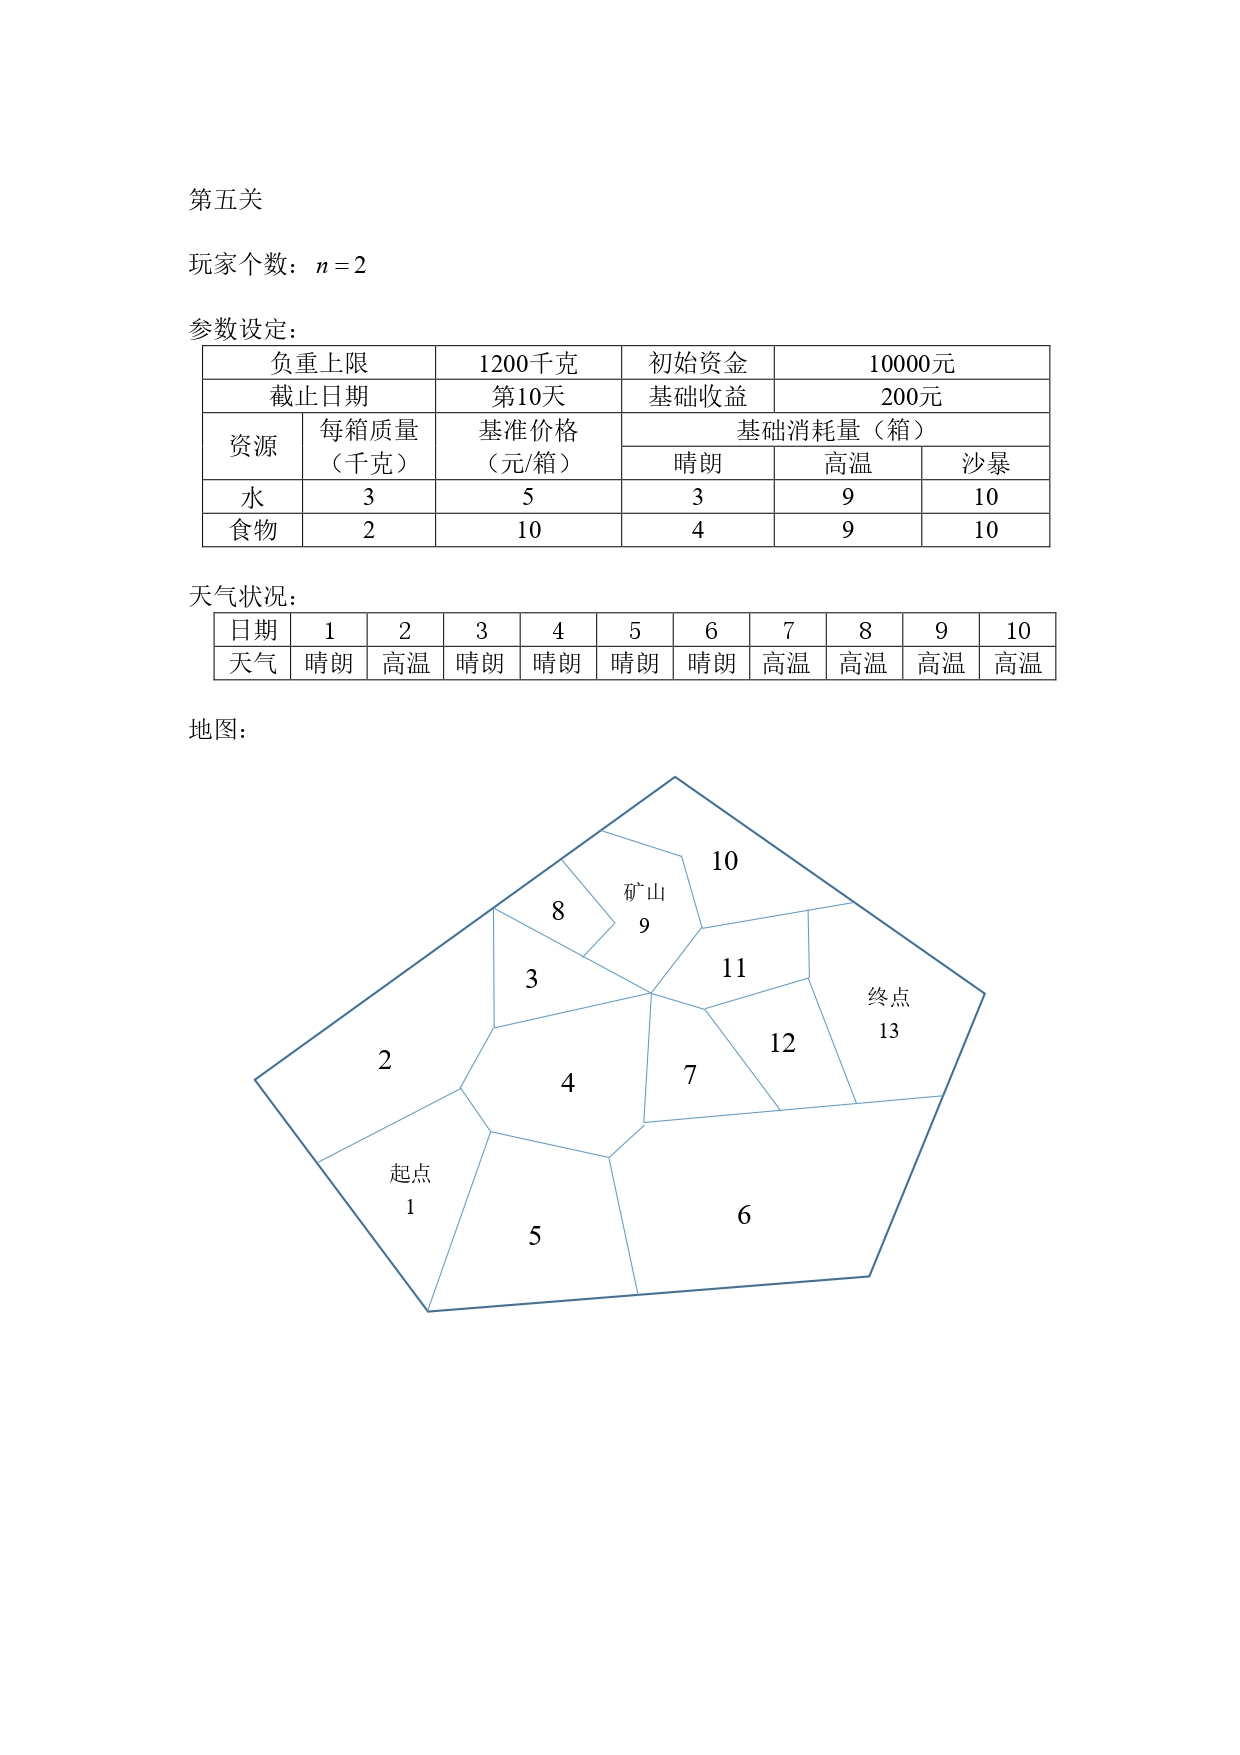 第五关
玩家个数： n = 2
参数设定：
负重上限 1200千克 初始资金 10000元
截止日期 第10天 基础收益 200元
资源 每箱质量（千克） 基准价格（元/箱） 基础消耗量（箱）
晴朗 高温 沙暴
水 3 5 3 9 10
食物 2 10 4 9 10
天气状况：
日期 1 2 3 4 5 6 7 8 9 10
天气 晴朗 高温 晴朗 晴朗 晴朗 晴朗 高温 高温 高温 高温
地图：
10
矿山
9
8
11
3
终点
13
12
2
7
4
起点
1
6
5